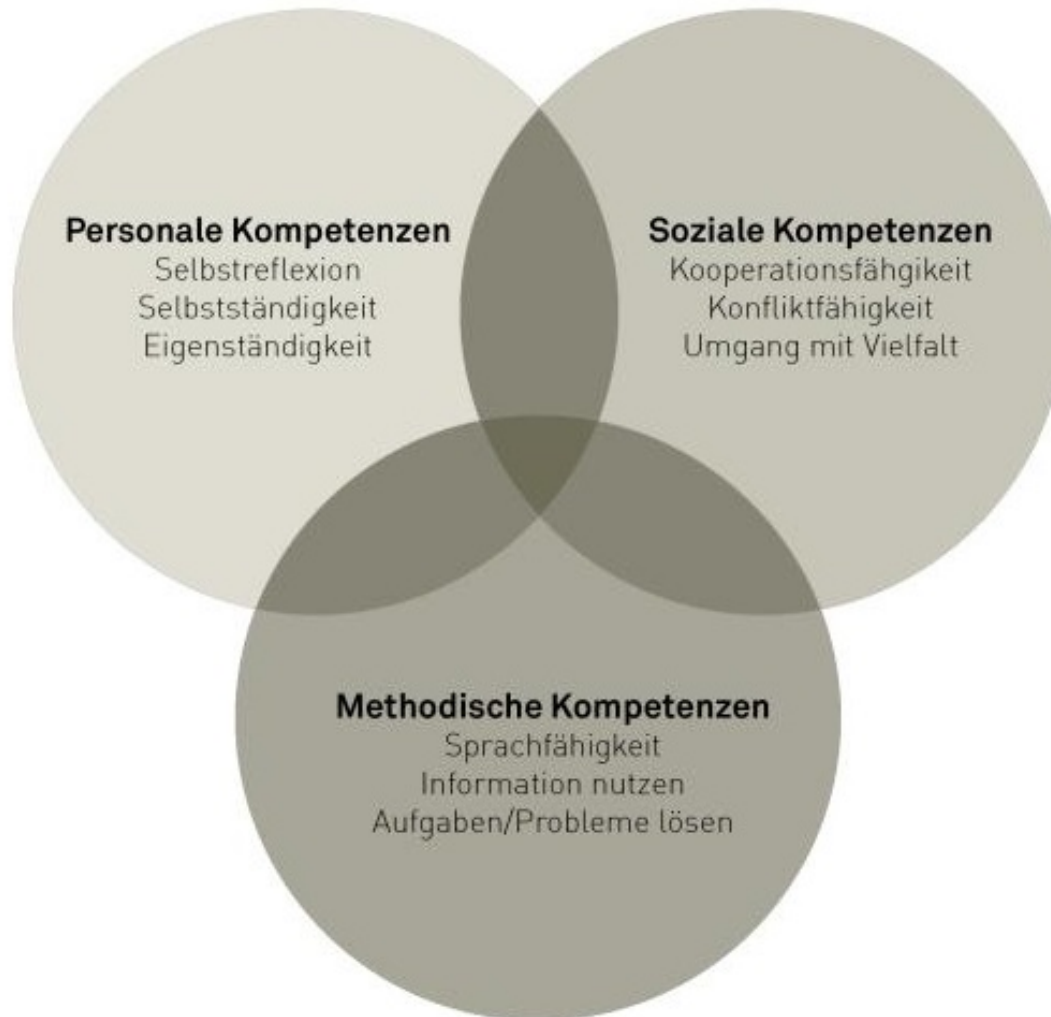 Personale Kompetenzen
Selbstreflexion
Selbstständigkeit
Eigenständigkeit
Soziale Kompetenzen
Kooperationsfähgikeit
Konfliktfähigkeit
Umgang mit Vielfalt
Methodische Kompetenzen
Sprachfähigkeit
Information nutzen
Aufgaben/Probleme lösen